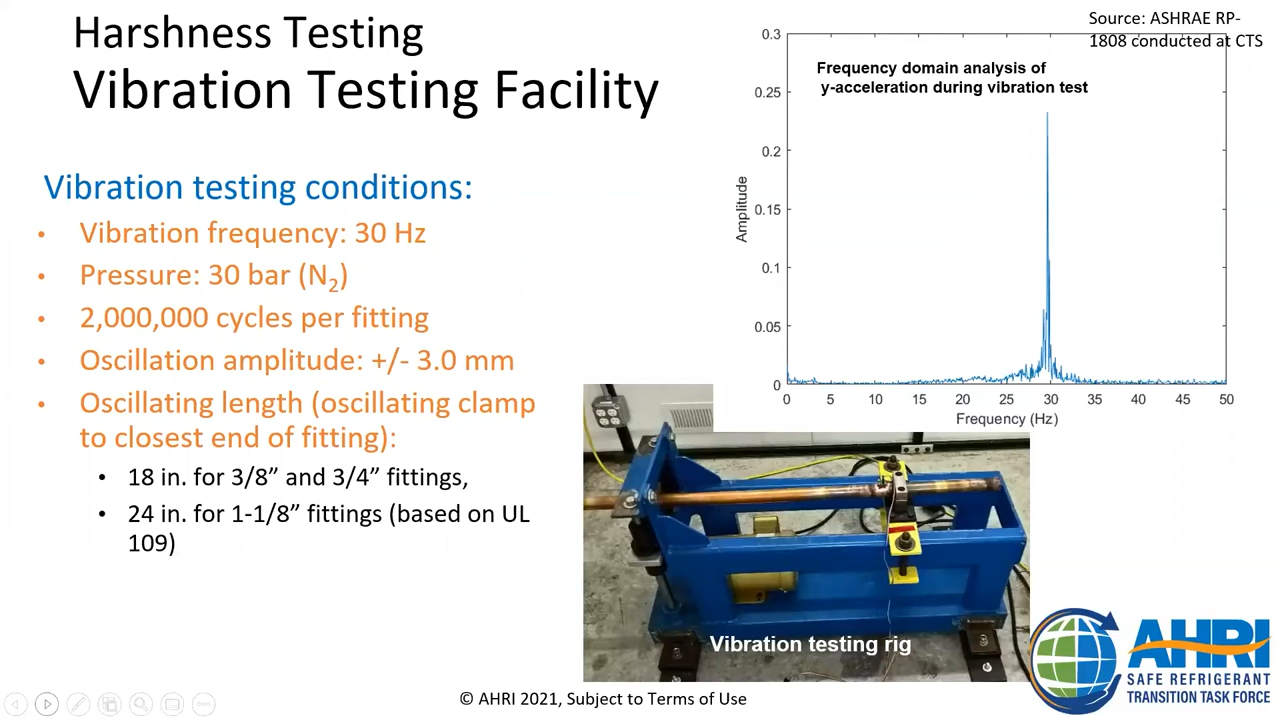 Harshness Testing
Vibration Testing Facility
Source: ASHRAE RP-
1808 conducted at CTS
Vibration testing conditions:
• Vibration frequency: 30 Hz
• Pressure: 30 bar (N₂)
• 2,000,000 cycles per fitting
• Oscillation amplitude: +/- 3.0 mm
• Oscillating length (oscillating clamp
to closest end of fitting):
• 18 in. for 3/8” and 3/4” fittings,
• 24 in. for 1-1/8” fittings (based on UL
109)
Frequency domain analysis of
y-acceleration during vibration test
Amplitude
0.3
0.25
0.2
0.15
0.1
0.05
0
0 5 10 15 20 25 30 35 40 45 50
Frequency (Hz)
Vibration testing rig
AHRI
SAFE REFRIGERANT
TRANSITION TASK FORCE
© AHRI 2021, Subject to Terms of Use